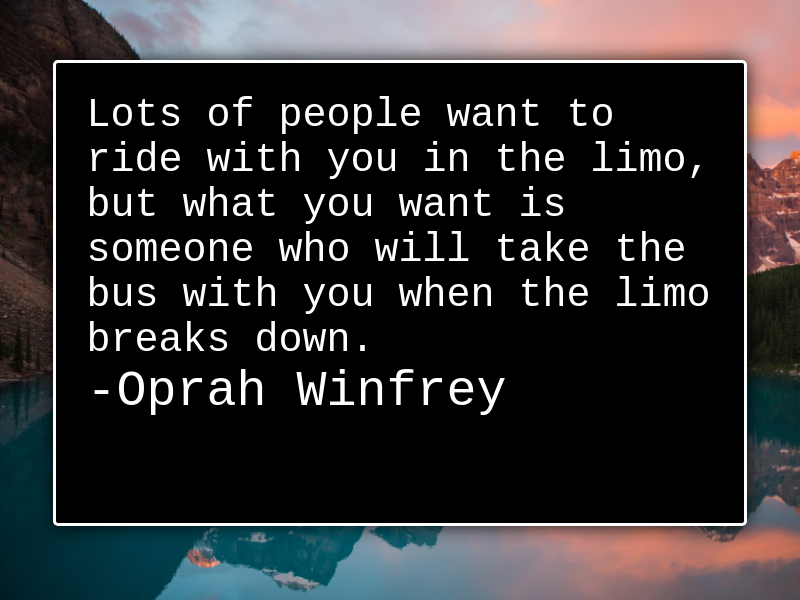 Lots of people want to
ride with you in the limo,
but what you want is
someone who will take the
bus with you when the limo
breaks down.
-Oprah Winfrey